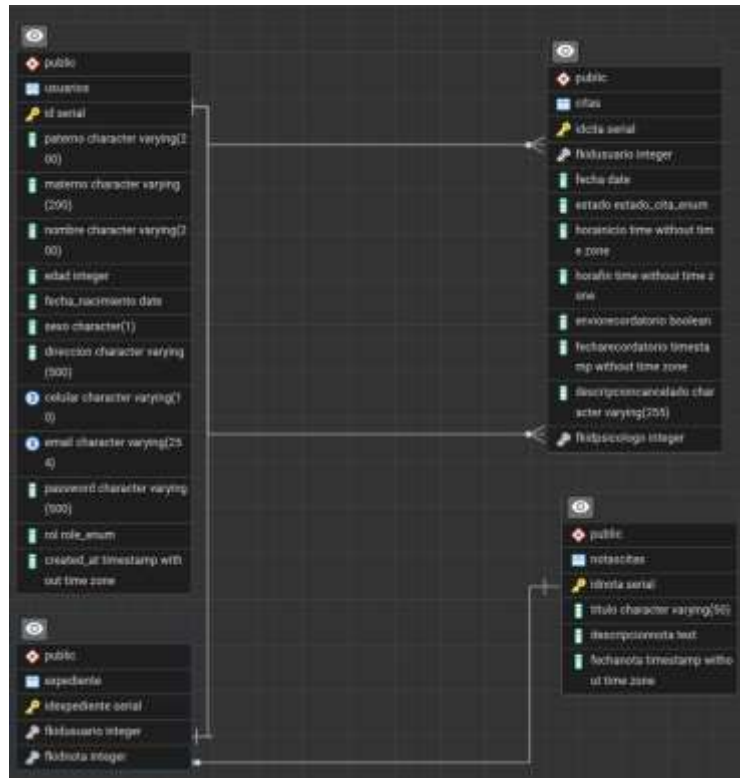 public
usuarios
id serial
paterno character varying(2
00)
materno character varying
(200)
nombre character varying(2
00)
edad integer
fecha_nacimiento date
sexo character(1)
direccion character varying
(500)
celular character varying(1
0)
email character varying(25
4)
password character varying
(500)
rol role_enum
created_at timestamp with
out time zone
public
expediente
idexpediente serial
fkidusuario integer
fkidnota integer
public
citas
idcita serial
fkidusuario integer
fecha date
estado estado_cita_enum
horainicio time without tim
e zone
horafin time without time z
one
enviorecordatorio boolean
fecharecordatorio timesta
mp without time zone
descripcioncancelado char
acter varying(255)
fkidpsicologo integer
public
notascitas
idnota serial
titulo character varying(50)
descripcionnota text
fechanota timestamp witho
ut time zone